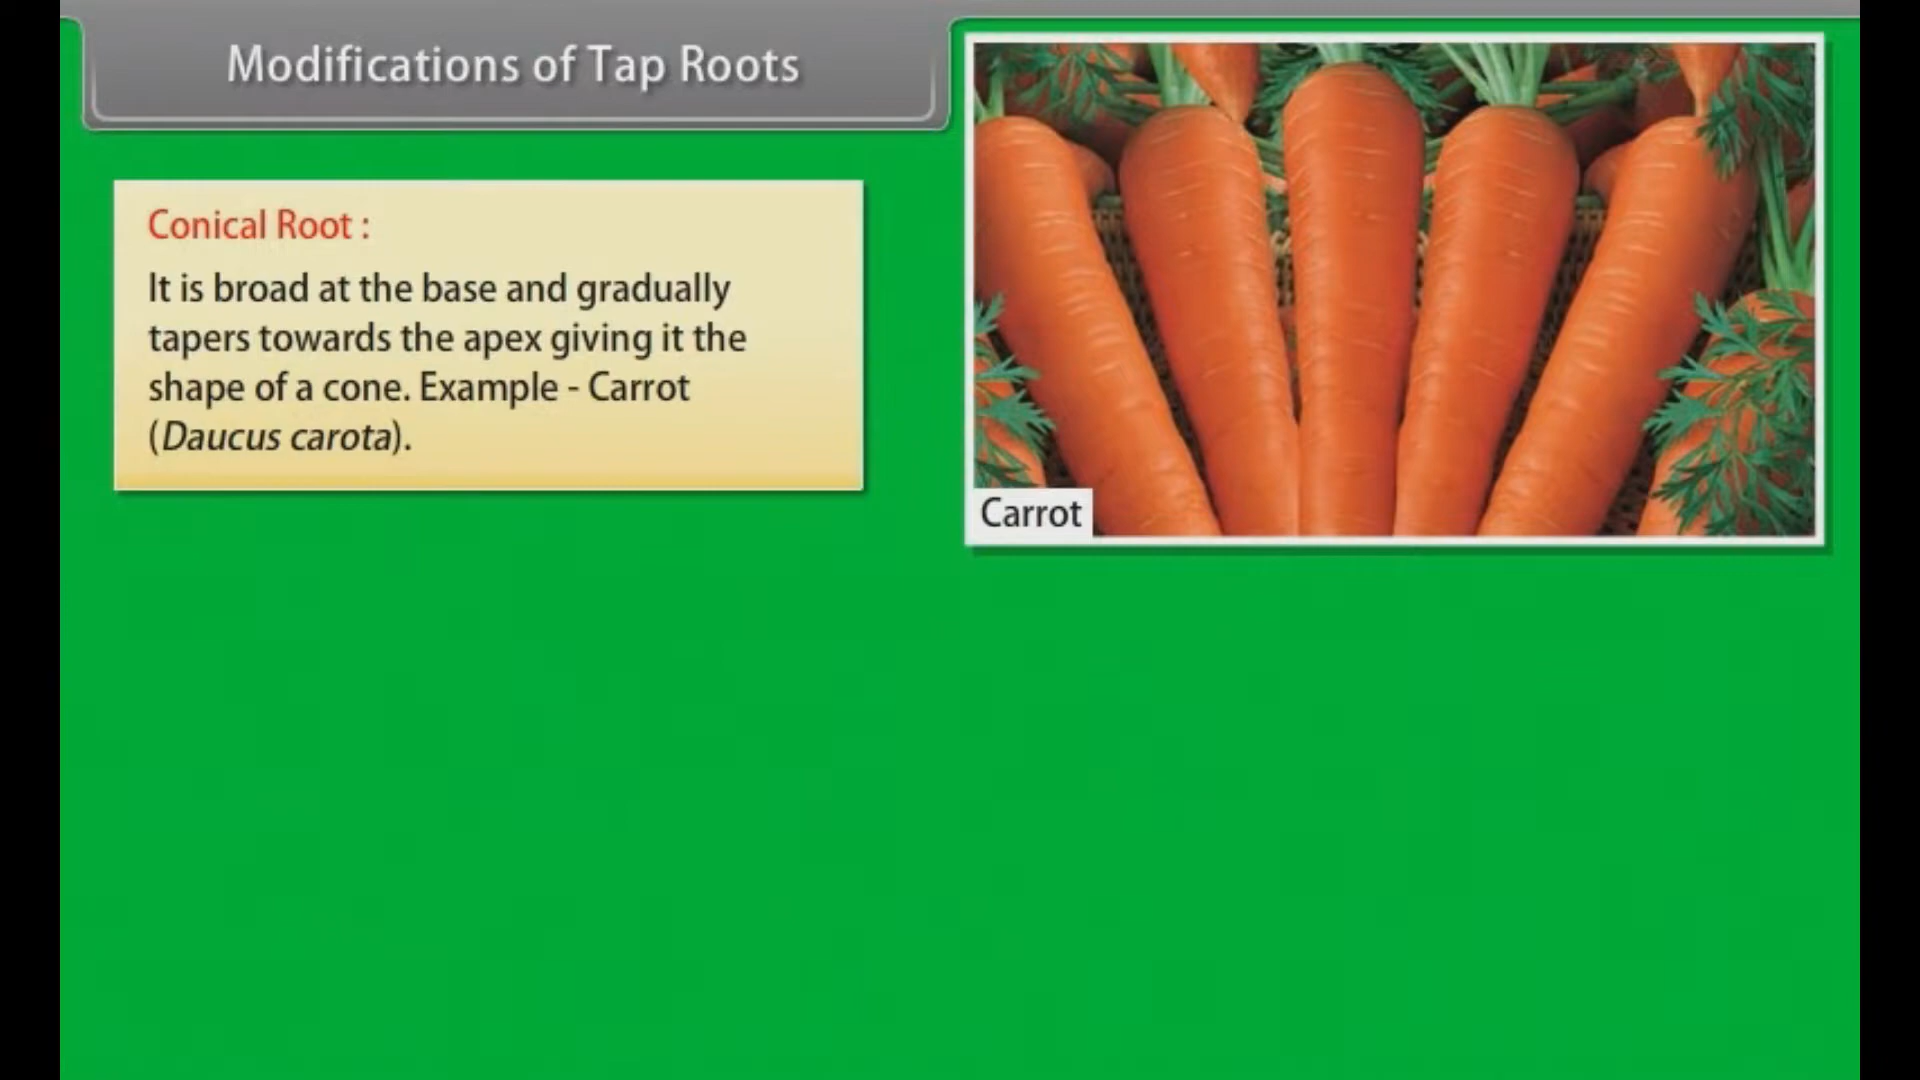 Modifications of Tap Roots
Conical Root :
It is broad at the base and gradually
tapers towards the apex giving it the
shape of a cone. Example - Carrot
(Daucus carota).
Carrot